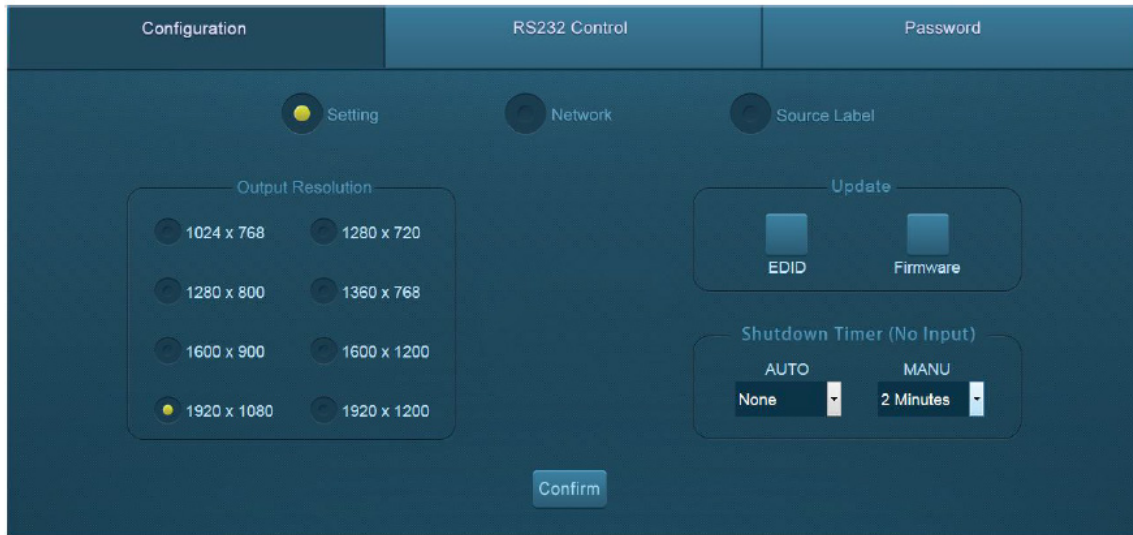 Configuration
RS232 Control
Password
Setting
Network
Source Label
Output Resolution
1024 x 768
1280 x 720
1280 x 800
1360 x 768
1600 x 900
1600 x 1200
1920 x 1080
1920 x 1200
Update
EDID
Firmware
Shutdown Timer (No Input)
AUTO
MANU
None
2 Minutes
Confirm